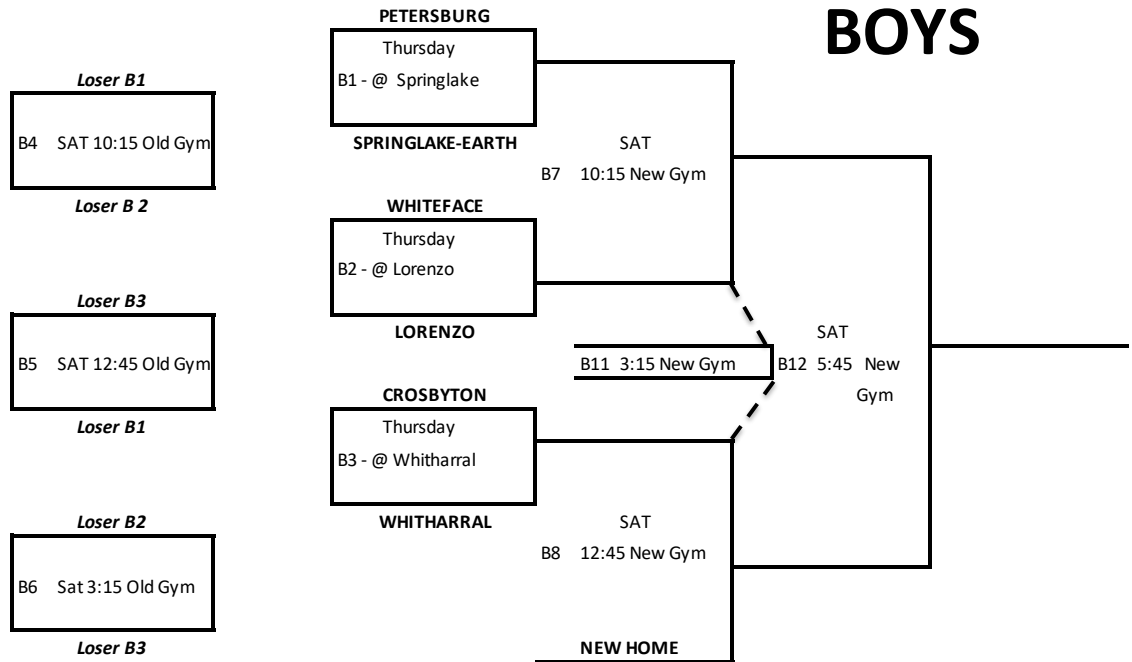 BOYS
Loser B1
B4 SAT 10:15 Old Gym
Loser B 2
Loser B3
B5 SAT 12:45 Old Gym
Loser B1
Loser B2
B6 Sat 3:15 Old Gym
Loser B3
PETERSBURG
Thursday
B1 - @ Springlake
SPRINGLAKE-EARTH
WHITEFACE
Thursday
B2 - @ Lorenzo
LORENZO
CROSBYTON
Thursday
B3 - @ Whitharral
WHITHARRAL
SAT
B7 10:15 New Gym
B11 3:15 New Gym
SAT
B8 12:45 New Gym
NEW HOME
SAT
B12 5:45 New
Gym